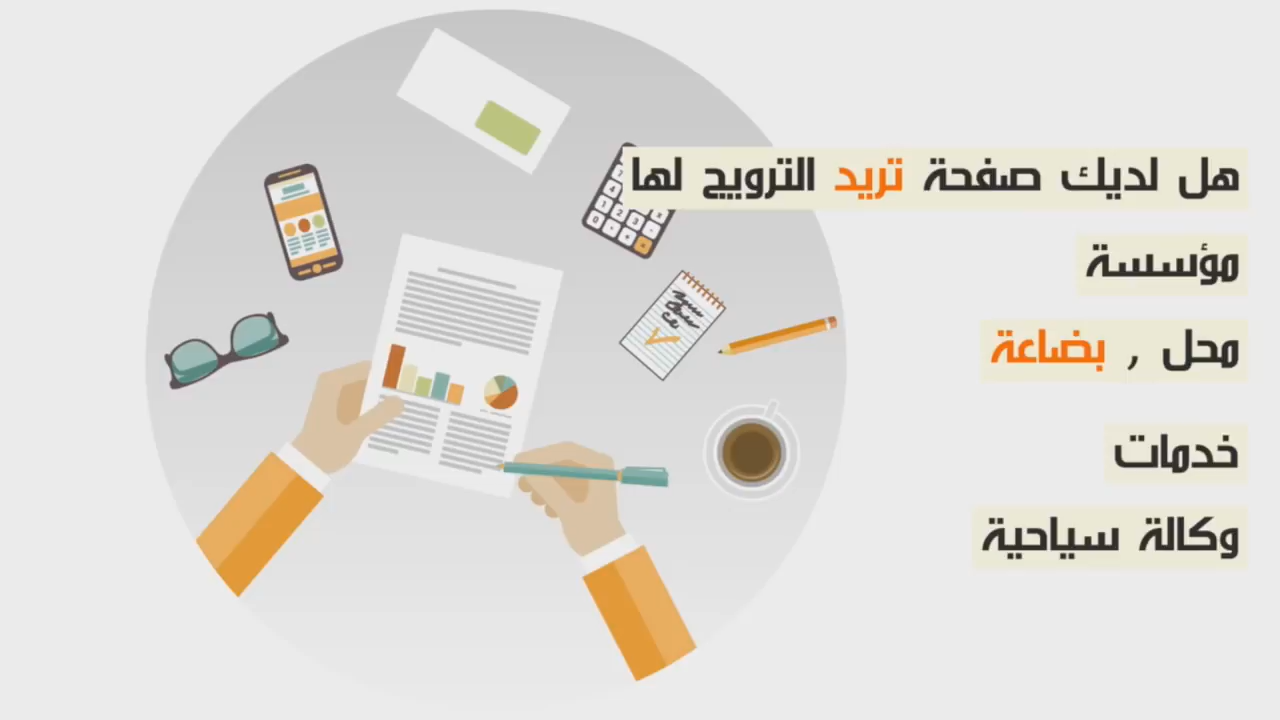 هل لديك صفحة تريد الترويج لها
مؤسسة
محل , بضاعة
خدمات
وكالة سياحية